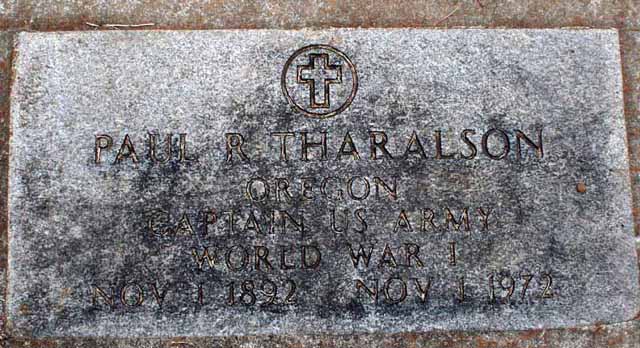 PAUL R THARALSON
OREGON
CAPTAIN US ARMY
WORLD WAR I
NOV 1 1892 NOV 1 1972